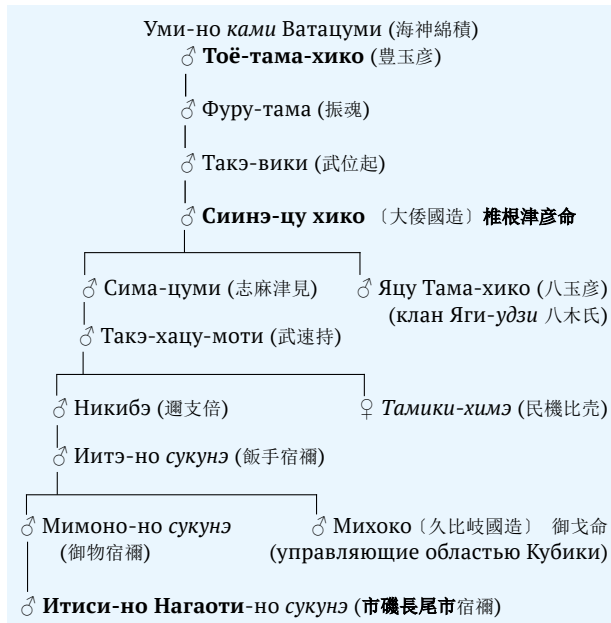 Уми-но ками Ватацуми (海神綿積)
♂ Тоё-тама-хико (豊玉彦)
♂ Фуру-тама (振魂)
♂ Такэ-вики (武位起)
♂ Сиинэ-цу хико 〔大倭國造〕椎根津彦命
♂ Сима-цуми (志麻津見)
♂ Яцу Тама-хико (八玉彦)
(клан Яги-удзи 八木氏)
♂ Такэ-хацу-моти (武速持)
♂ Никибэ (邇支倍)
♀ Тамики-химэ (民機比売)
♂ Иитэ-но сукунэ (飯手宿禰)
♂ Мимоно-но сукунэ
(御物宿禰)
♂ Михоко 〔久比岐國造〕 御戈命
(управляющие областью Кубики)
♂ Итиси-но Нагаоти-но сукунэ (市磯長尾市宿禰)